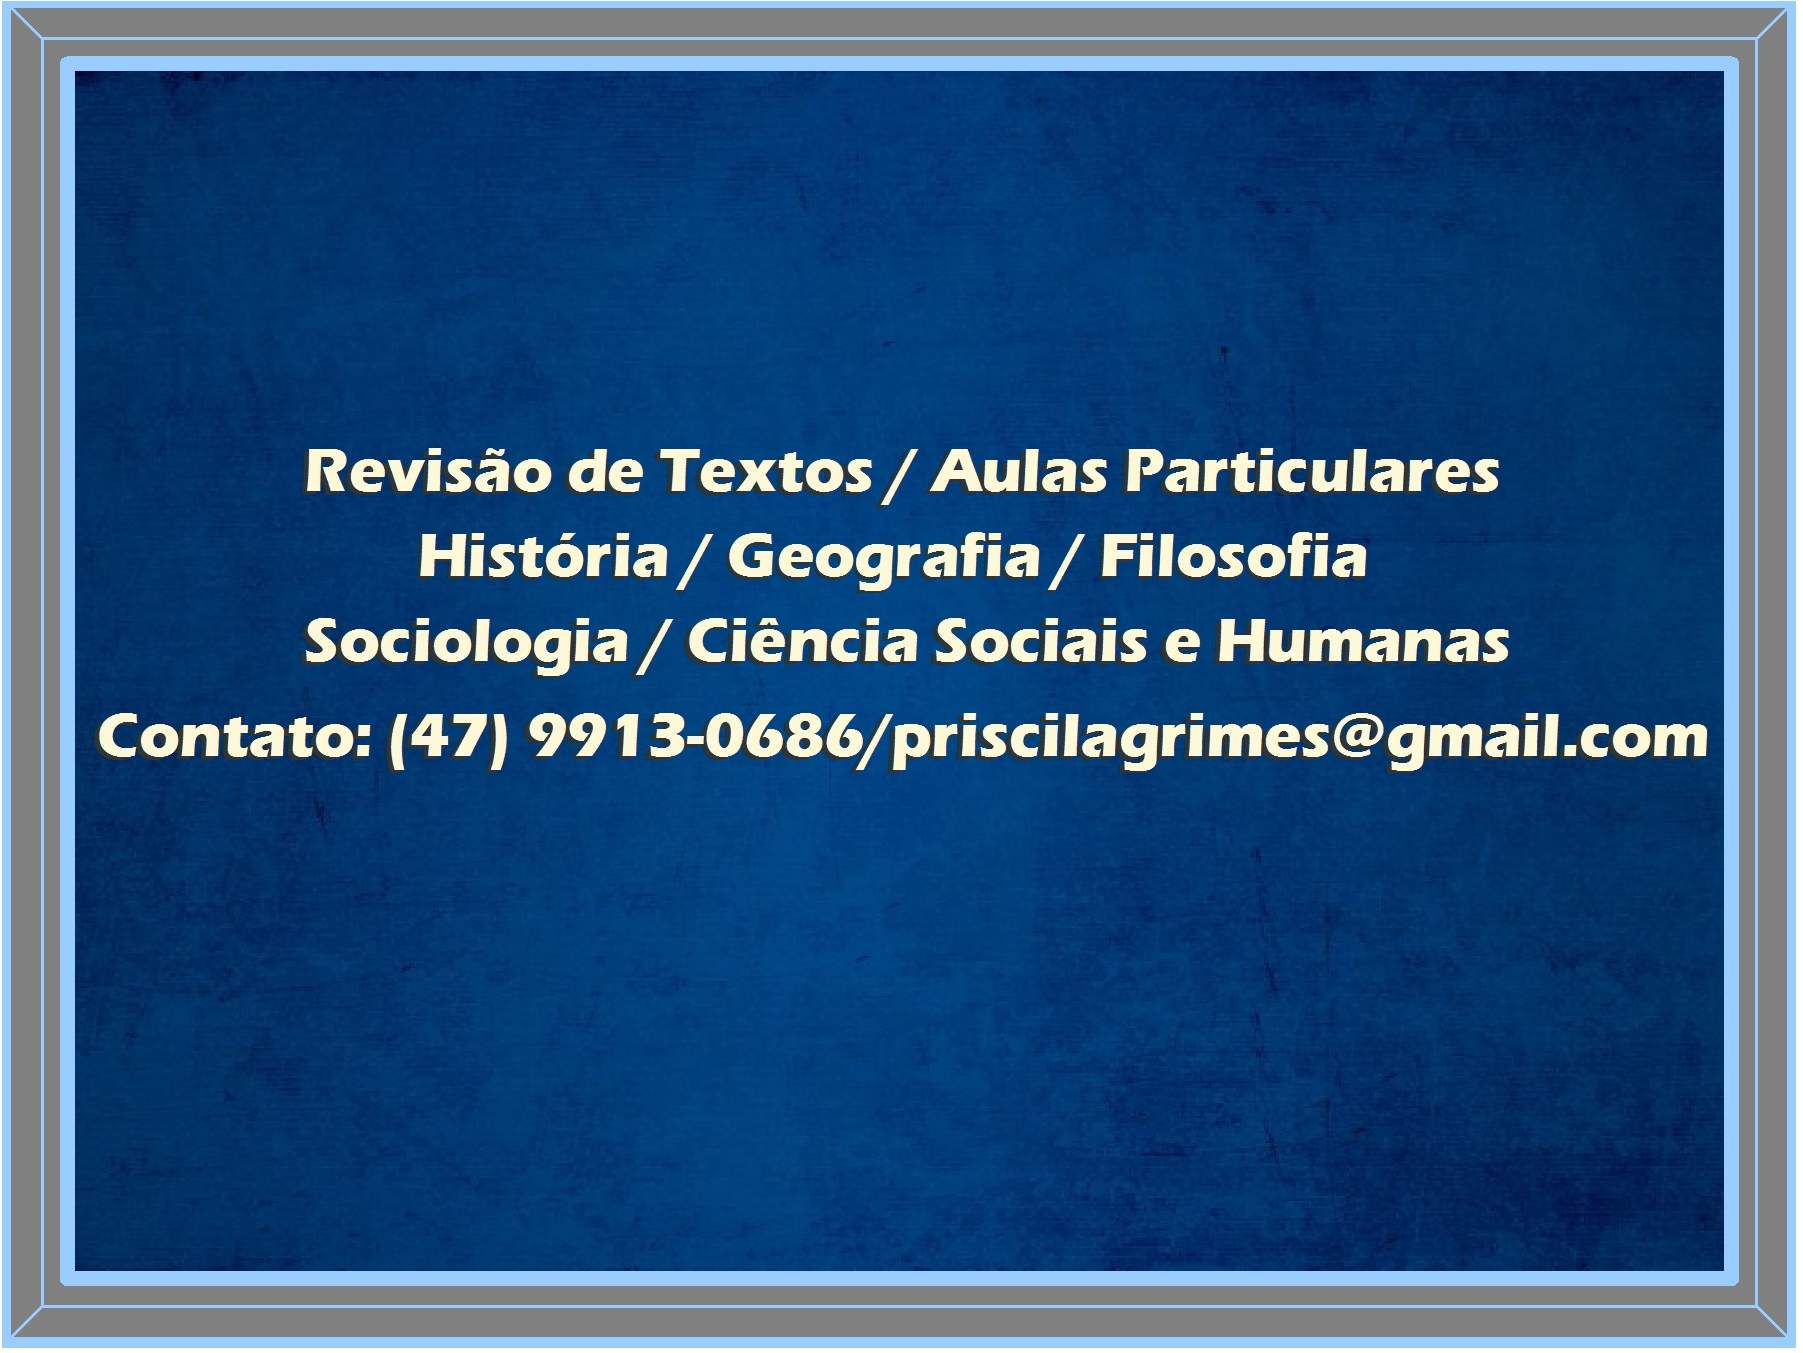 Revisão de Textos / Aulas Particulares
História / Geografia / Filosofia
Sociologia / Ciência Sociais e Humanas
Contato: (47) 9913-0686/priscilagrimes@gmail.com